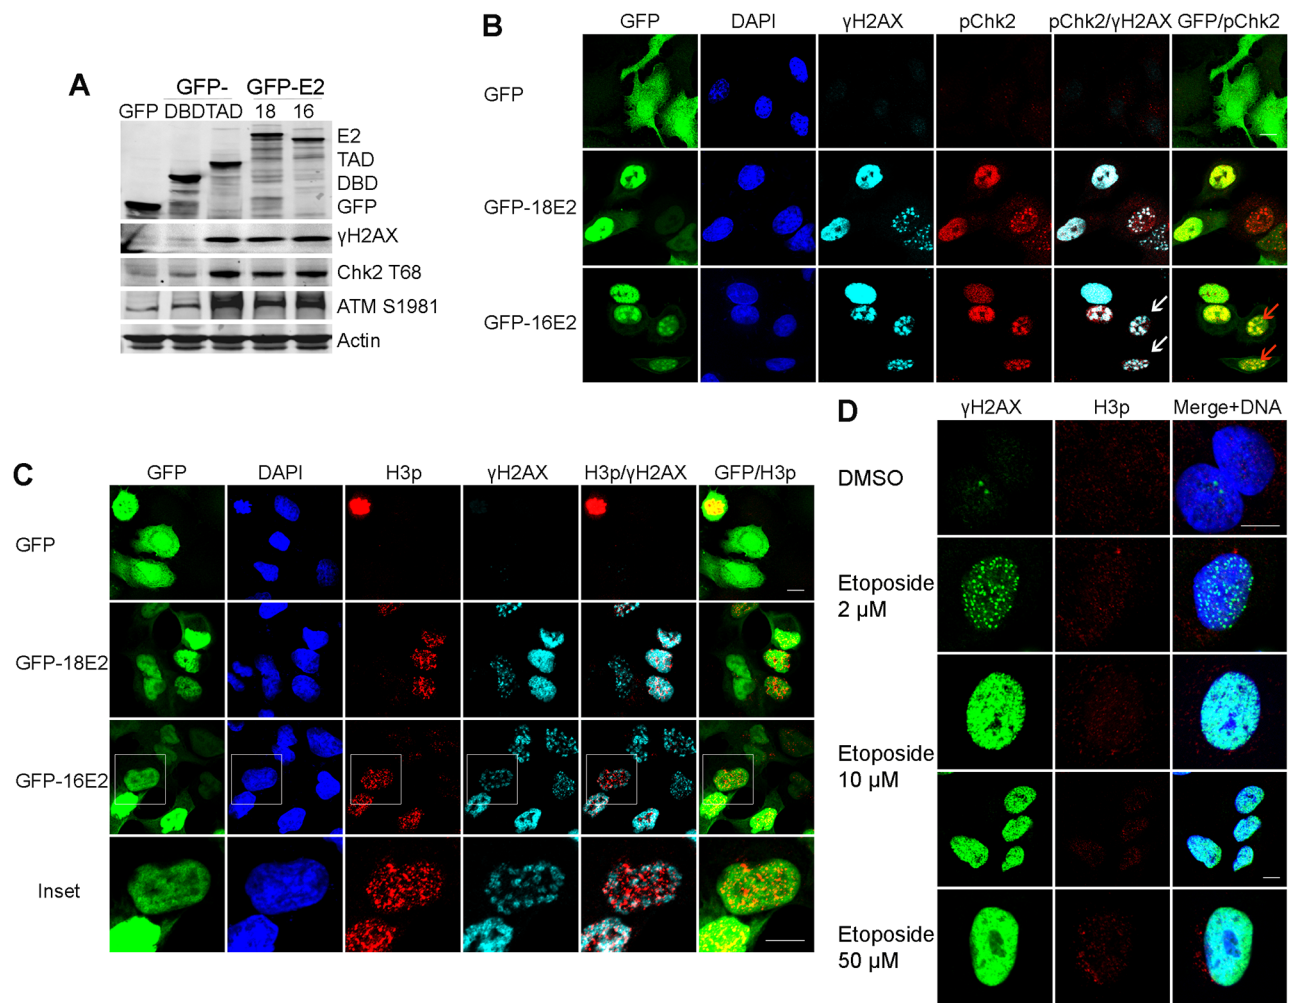 A
GFP- GFP-E2
GFP DBD TAD 18 16
E2
TAD
DBD
GFP
γH2AX
Chk2 T68
ATM S1981
Actin
B
GFP DAPI γH2AX pChk2 pChk2/γH2AX GFP/pChk2
GFP
GFP-18E2
GFP-16E2
C
GFP DAPI H3p γH2AX H3p/γH2AX GFP/H3p
GFP
GFP-18E2
GFP-16E2
Inset
D
γH2AX H3p Merge+DNA
DMSO
Etoposide
2 μM
Etoposide
10 μM
Etoposide
50 μM